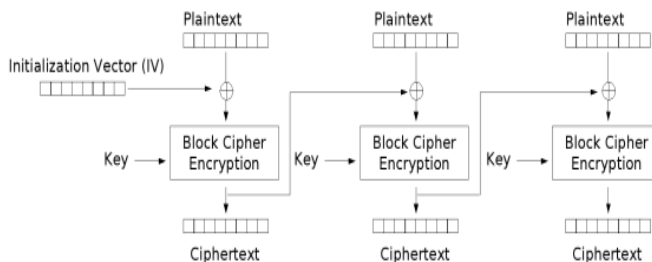 Plaintext Plaintext Plaintext
Initialization Vector (IV)
Key Block Cipher Encryption Key Block Cipher Encryption Key Block Cipher Encryption
Ciphertext Ciphertext Ciphertext